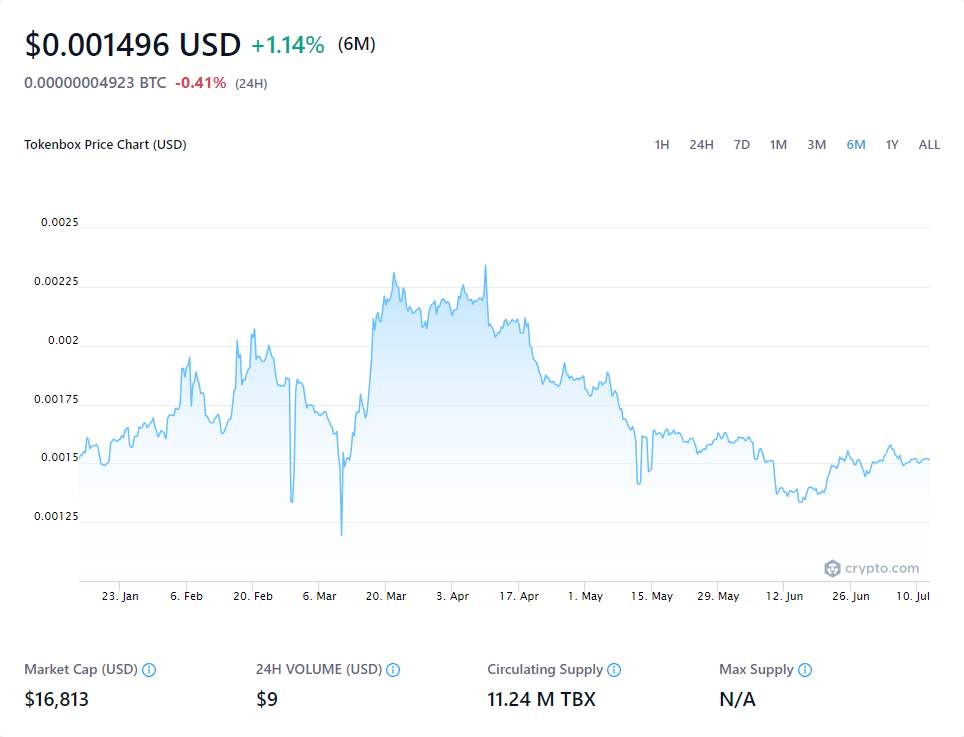 $0.001496 USD +1.14% (6M)
0.00000004923 BTC -0.41% (24H)
Tokenbox Price Chart (USD) 1H 24H 7D 1M 3M 6M 1Y ALL
0.0025
0.00225
0.002
0.00175
0.0015
0.00125
crypto.com
23. Jan 6. Feb 20. Feb 6. Mar 20. Mar 3. Apr 17. Apr 1. May 15. May 29. May 12. Jun 26. Jun 10. Jul
Market Cap (USD) 24H VOLUME (USD) Circulating Supply Max Supply
$16,813 $9 11.24 M TBX N/A